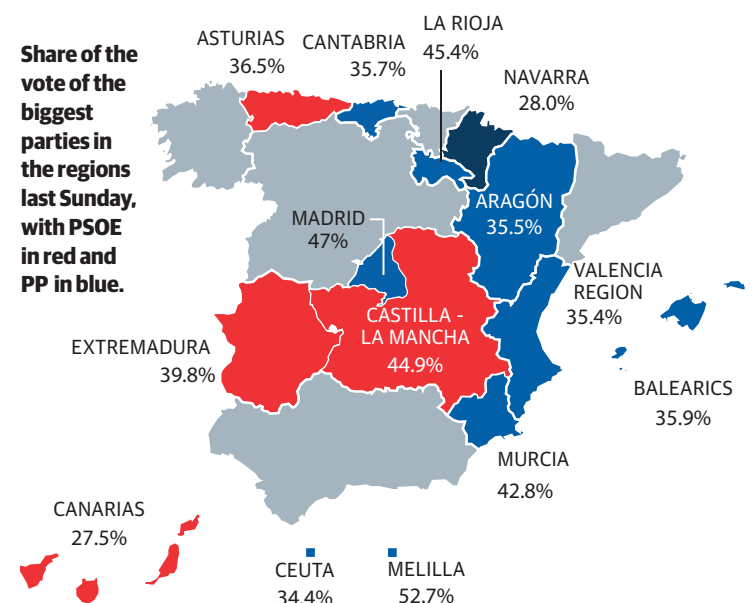 Share of the
vote of the
biggest
parties in
the regions
last Sunday,
with PSOE
in red and
PP in blue.
ASTURIAS
36.5%
CANTABRIA
35.7%
LA RIOJA
45.4%
NAVARRA
28.0%
ARAGÓN
35.5%
MADRID
47%
VALENCIA
REGION
35.4%
CASTILLA -
LA MANCHA
44.9%
EXTREMADURA
39.8%
BALEARICS
35.9%
MURCIA
42.8%
CANARIAS
27.5%
CEUTA
34.4%
MELILLA
52.7%